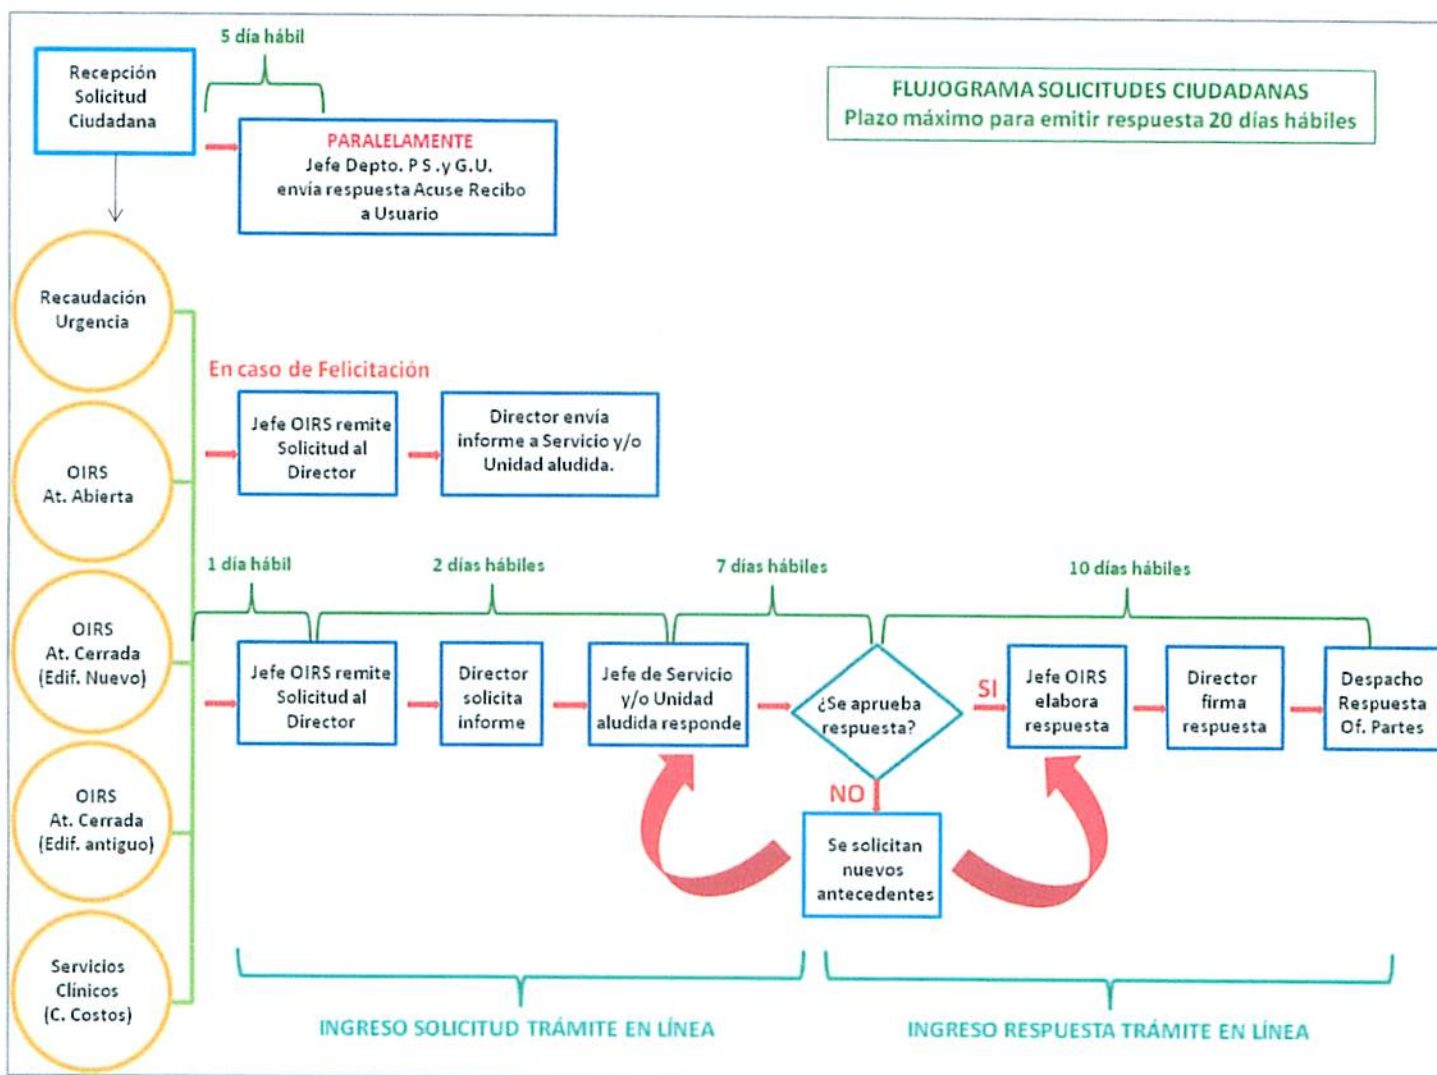 5 día hábil
Recepción
Solicitud
Ciudadana
FLUJOGRAMA SOLICITUDES CIUDADANAS
Plazo máximo para emitir respuesta 20 días hábiles
PARALELAMENTE
Jefe Depto. P S .y G.U.
envía respuesta Acuse Recibo
a Usuario
Recaudación
Urgencia
En caso de Felicitación
Jefe OIRS remite
Solicitud al
Director
Director envía
informe a Servicio y/o
Unidad aludida.
OIRS
At. Abierta
1 día hábil
2 días hábiles
7 días hábiles
10 días hábiles
OIRS
At. Cerrada
(Edif. Nuevo)
Jefe OIRS remite
Solicitud al
Director
Director
solicita
informe
Jefe de Servicio
y/o Unidad
aludida responde
¿Se aprueba
respuesta?
SI
Jefe OIRS
elabora
respuesta
Director
firma
respuesta
Despacho
Respuesta
Of. Partes
NO
OIRS
At. Cerrada
(Edif. antiguo)
Se solicitan
nuevos
antecedentes
Servicios
Clínicos
(C. Costos)
INGRESO SOLICITUD TRÁMITE EN LÍNEA
INGRESO RESPUESTA TRÁMITE EN LÍNEA